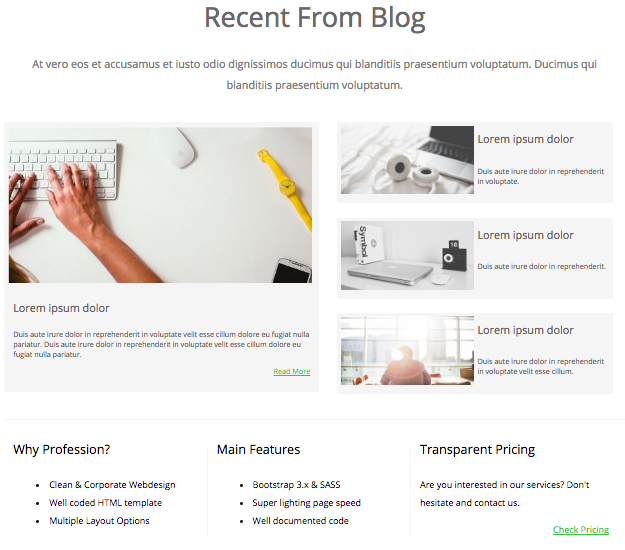 Recent From Blog
At vero eos et accusamus et iusto odio dignissimos ducimus qui blanditiis praesentium voluptatum. Ducimus qui
blanditiis praesentium voluptatum.
Lorem ipsum dolor
Duis aute irure dolor in reprehenderit in voluptate velit esse cillum dolore eu fugiat nulla
pariatur. Duis aute irure dolor in reprehenderit in voluptate velit esse cillum dolore eu
fugiat nulla pariatur.
Read More
Lorem ipsum dolor
Duis aute irure dolor in reprehenderit
in voluptate.
Symbol
18
Lorem ipsum dolor
Duis aute irure dolor in reprehenderit.
Lorem ipsum dolor
Duis aute irure dolor in reprehenderit
in voluptate velit esse cillum.
Why Profession?
Clean & Corporate Webdesign
Well coded HTML template
Multiple Layout Options
Main Features
Bootstrap 3.x & SASS
Super lighting page speed
Well documented code
Transparent Pricing
Are you interested in our services? Don't
hesitate and contact us.
Check Pricing